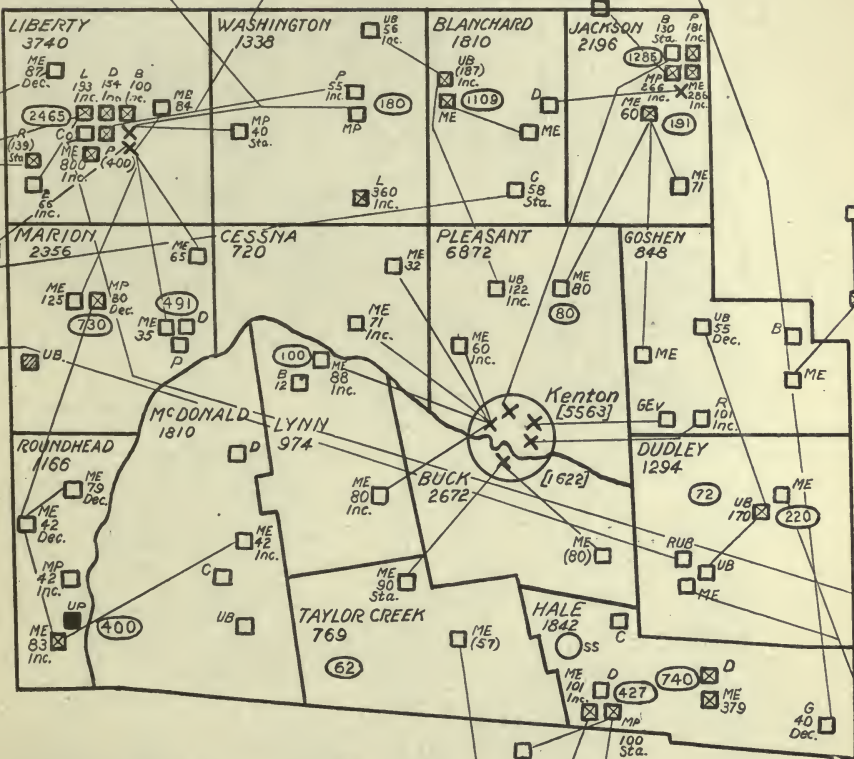 LIBERTY
3740
ME
87
Dec.
L
193
Inc.
D
154
Inc.
B
100
Inc.
ME
84
2465
R
(139)
Sta
Co
ME
800
Inc.
P
(400)
66
Inc.
WASHINGTON
1338
UB
56
Inc.
P
55
Inc.
180
MP
40
Sta.
MP
L
360
Inc.
BLANCHARD
1810
UB
(187)
Inc.
ME
1109
D
ME
C
58
Sta.
JACKSON
2196
B
130
Sta.
P
181
Inc.
1285
MP
266
Inc.
ME
286
Inc.
ME
60
191
ME
71
MARION
2356
ME
65
ME
125
MP
80
Dec.
730
491
ME
35
D
P
UB.
CESSNA
720
ME
32
ME
71
Inc.
PLEASANT
6872
UB
122
Inc.
ME
80
80
ME
60
Inc.
Kenton
[5563]
GOSHEN
848
UB
55
Dec.
B
ME
ME
GEv
R
101
Inc.
ROUNDHEAD
1166
ME
79
Dec.
ME
42
Dec.
MP
42
Inc.
UP
ME
83
Inc.
400
McDONALD
1810
D
ME
42
Inc.
C
UB
LYNN
974
100
B
12
ME
88
Inc.
ME
80
Inc.
BUCK
2672
[1622]
ME
(80)
DUDLEY
1294
72
ME
UB
170
220
RUB
UB
ME
TAYLOR CREEK
769
ME
90
Sta.
62
ME
(57)
HALE
1842
C
SS
ME
101
Inc.
D
427
MP
100
Sta.
740
D
ME
379
G
40
Dec.